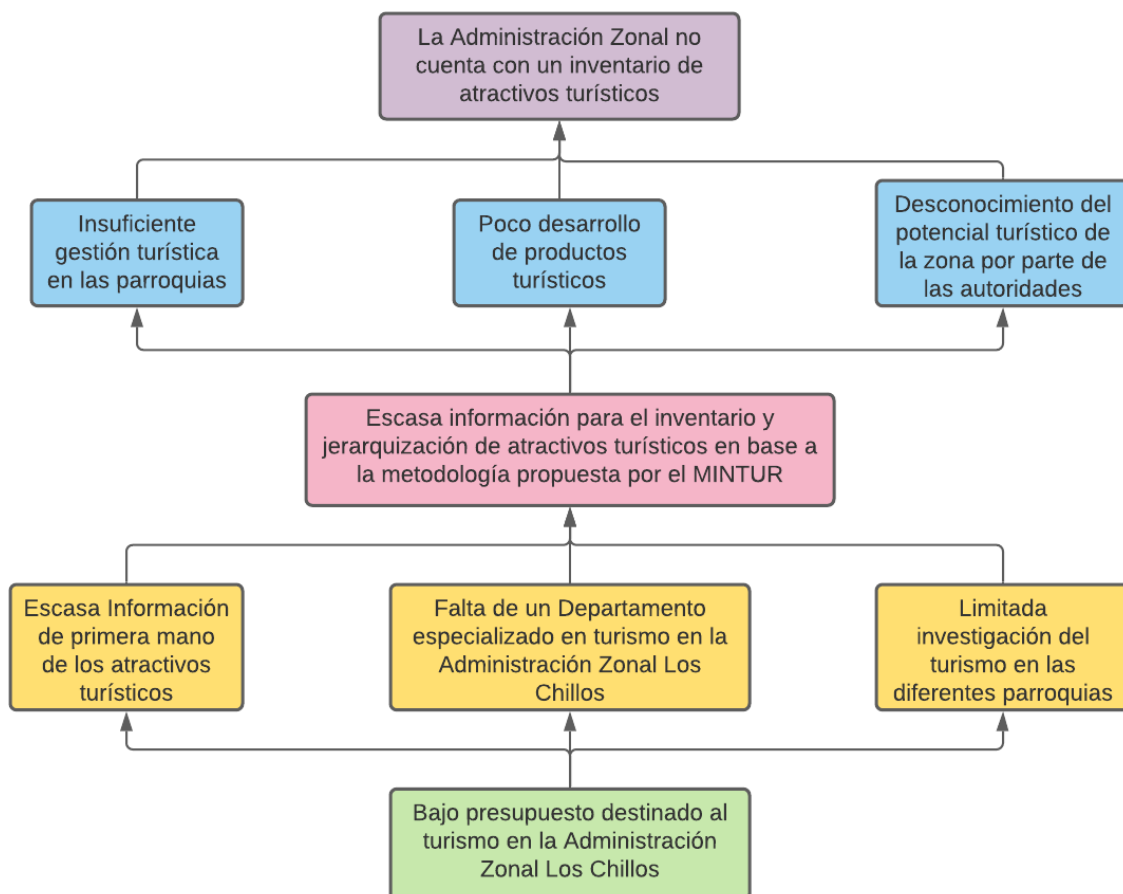 La Administración Zonal no
cuenta con un inventario de
atractivos turísticos
Insuficiente
gestión turística
en las parroquias
Poco desarrollo
de productos
turísticos
Desconocimiento del
potencial turístico de
la zona por parte de
las autoridades
Escasa información para el inventario y
jerarquización de atractivos turísticos en base a
la metodología propuesta por el MINTUR
Escasa Información
de primera mano
de los atractivos
turísticos
Falta de un Departamento
especializado en turismo en la
Administración Zonal Los
Chillos
Limitada
investigación del
turismo en las
diferentes parroquias
Bajo presupuesto destinado al
turismo en la Administración
Zonal Los Chillos